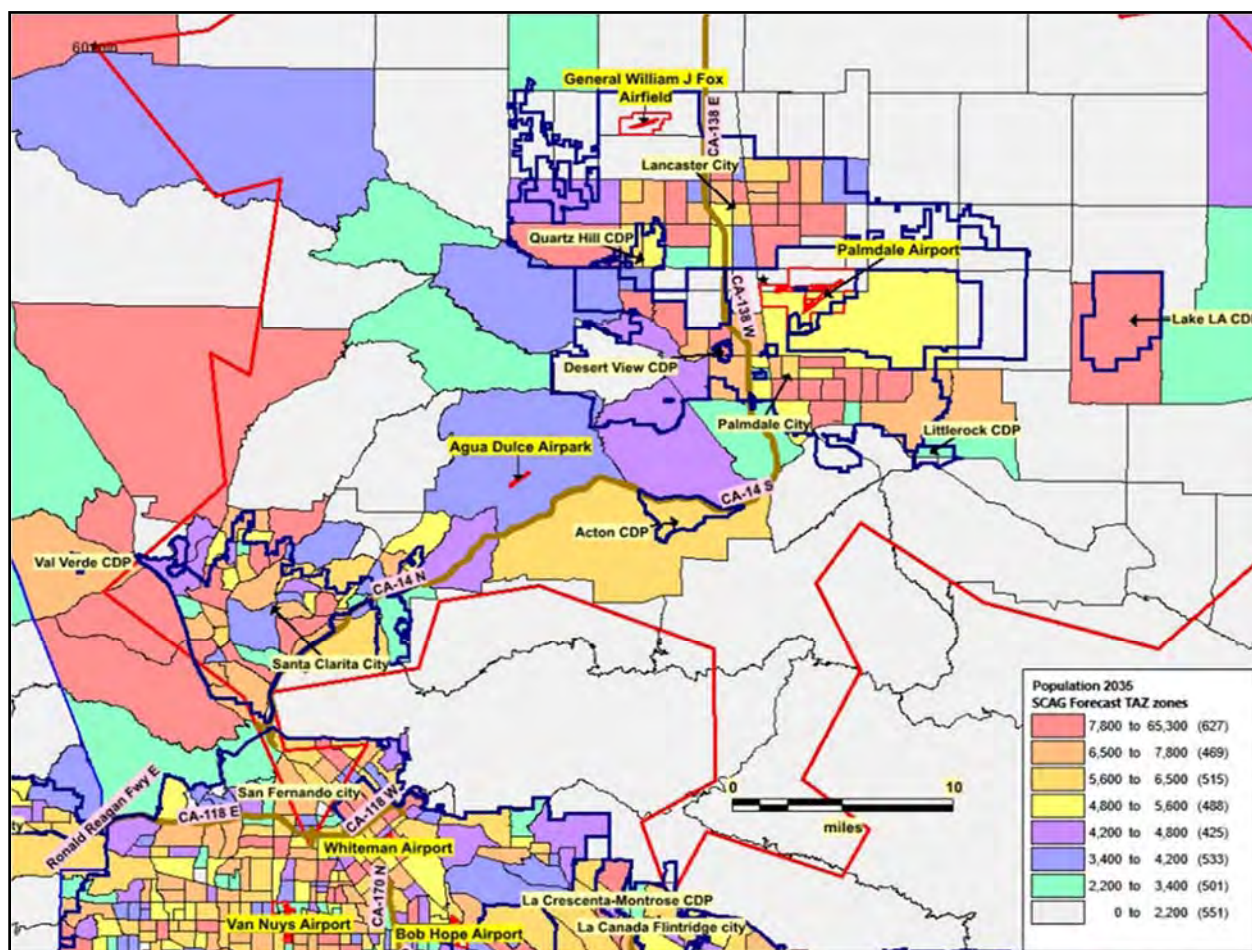 60 min
General William J Fox
Airfield
CA-138 E
Lancaster City
Quartz Hill CDP
Palmdale Airport
CA-138 W
Lake LA CD
Desert View CDP
Palmdale City
Littlerock CDP
Agua Dulce Airpark
CA-14 S
Acton CDP
Val Verde CDP
CA-14 N
Santa Clarita City
San Fernando city
Ronald Reagan Fwy E
CA-118 E
CA-118 W
Whiteman Airport
CA-170 N
La Crescenta-Montrose CDP
Van Nuys Airport
Bob Hope Airport
La Canada Flintridge city
0 10
miles
Population 2035
SCAG Forecast TAZ zones
7,800 to 65,300 (627)
6,500 to 7,800 (469)
5,600 to 6,500 (515)
4,800 to 5,600 (488)
4,200 to 4,800 (425)
3,400 to 4,200 (533)
2,200 to 3,400 (501)
0 to 2,200 (551)